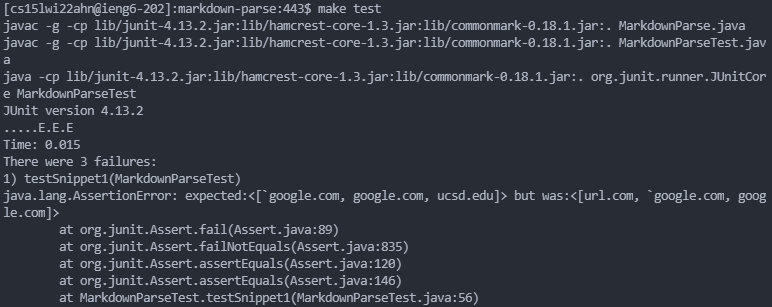 [cs15lwi22ahn@ieng6-202]:markdown-parse:443$ make test
javac -g -cp lib/junit-4.13.2.jar:lib/hamcrest-core-1.3.jar:lib/commonmark-0.18.1.jar:. MarkdownParse.java
javac -g -cp lib/junit-4.13.2.jar:lib/hamcrest-core-1.3.jar:lib/commonmark-0.18.1.jar:. MarkdownParseTest.jav
a
java -cp lib/junit-4.13.2.jar:lib/hamcrest-core-1.3.jar:lib/commonmark-0.18.1.jar:. org.junit.runner.JUnitCor
e MarkdownParseTest
JUnit version 4.13.2
.....E.E.E
Time: 0.015
There were 3 failures:
1) testSnippet1(MarkdownParseTest)
java.lang.AssertionError: expected:<[`google.com, google.com, ucsd.edu]> but was:<[url.com, `google.com, goog
le.com]>
        at org.junit.Assert.fail(Assert.java:89)
        at org.junit.Assert.failNotEquals(Assert.java:835)
        at org.junit.Assert.assertEquals(Assert.java:120)
        at org.junit.Assert.assertEquals(Assert.java:146)
        at MarkdownParseTest.testSnippet1(MarkdownParseTest.java:56)